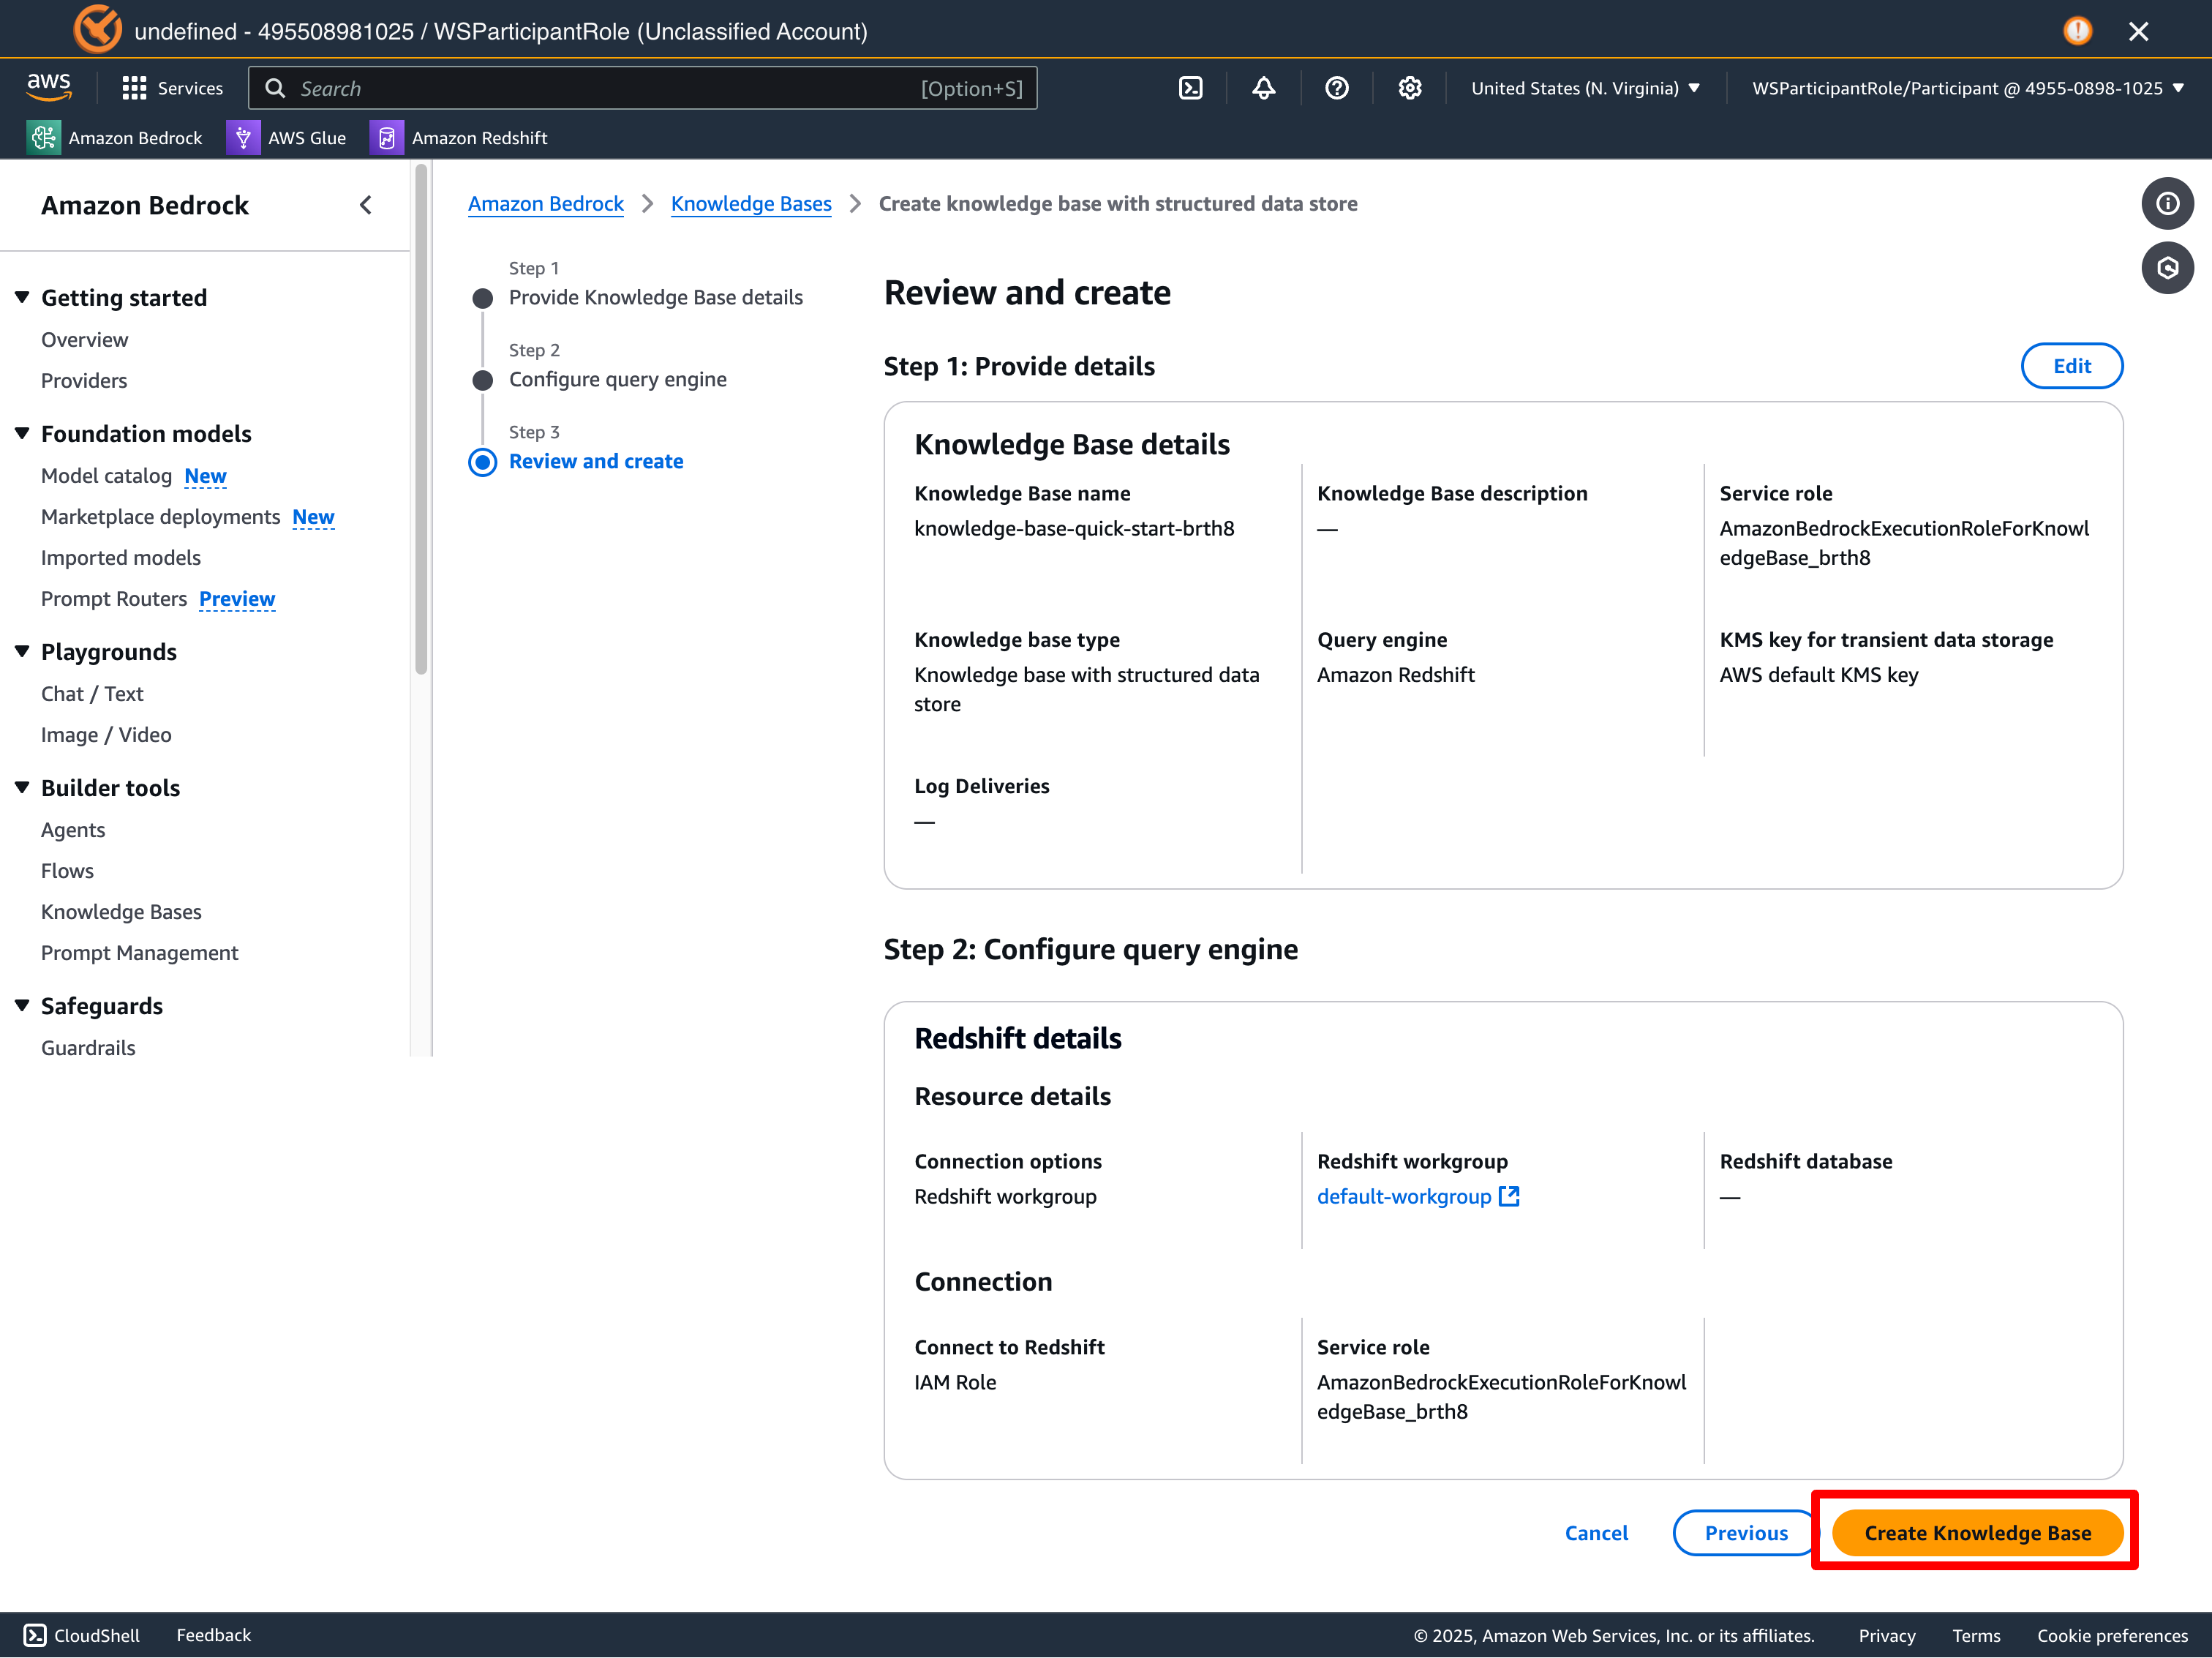 undefined - 495508981025 / WSParticipantRole (Unclassified Account)
aws
Services
Search
[Option+S]
United States (N. Virginia)
WSParticipantRole/Participant @ 4955-0898-1025
Amazon Bedrock
AWS Glue
Amazon Redshift
Amazon Bedrock
Getting started
Overview
Providers
Foundation models
Model catalog New
Marketplace deployments New
Imported models
Prompt Routers Preview
Playgrounds
Chat / Text
Image / Video
Builder tools
Agents
Flows
Knowledge Bases
Prompt Management
Safeguards
Guardrails
Amazon Bedrock
Knowledge Bases
Create knowledge base with structured data store
Step 1
Provide Knowledge Base details
Step 2
Configure query engine
Step 3
Review and create
Review and create
Step 1: Provide details
Edit
Knowledge Base details
Knowledge Base name
knowledge-base-quick-start-brth8
Knowledge Base description
—
Service role
AmazonBedrockExecutionRoleForKnowl
edgeBase_brth8
Knowledge base type
Knowledge base with structured data
store
Query engine
Amazon Redshift
KMS key for transient data storage
AWS default KMS key
Log Deliveries
—
Step 2: Configure query engine
Redshift details
Resource details
Connection options
Redshift workgroup
Redshift workgroup
default-workgroup
Redshift database
—
Connection
Connect to Redshift
IAM Role
Service role
AmazonBedrockExecutionRoleForKnowl
edgeBase_brth8
Cancel
Previous
Create Knowledge Base
CloudShell
Feedback
© 2025, Amazon Web Services, Inc. or its affiliates.
Privacy
Terms
Cookie preferences